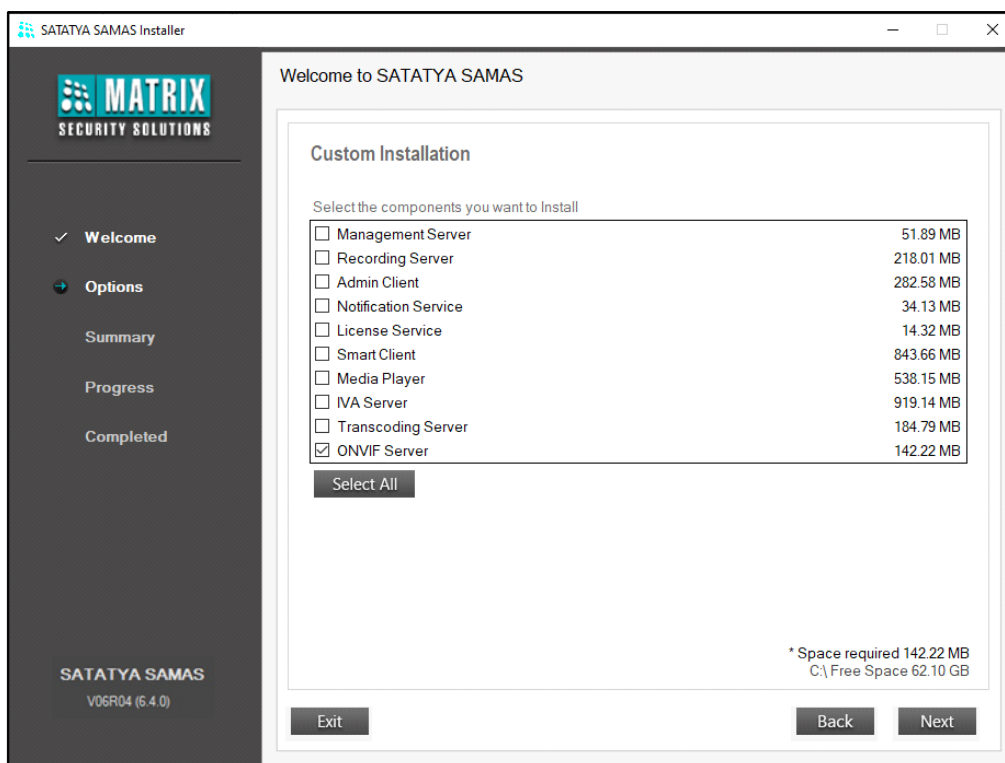 SATATYA SAMAS Installer
MATRIX
SECURITY SOLUTIONS
Welcome
Options
Summary
Progress
Completed
SATATYA SAMAS
V06R04 (6.4.0)
Welcome to SATATYA SAMAS
Custom Installation
Select the components you want to Install
Management Server 51.89 MB
Recording Server 218.01 MB
Admin Client 282.58 MB
Notification Service 34.13 MB
License Service 14.32 MB
Smart Client 843.66 MB
Media Player 538.15 MB
IVA Server 919.14 MB
Transcoding Server 184.79 MB
ONVIF Server 142.22 MB
Select All
* Space required 142.22 MB
C:\ Free Space 62.10 GB
Exit Back Next